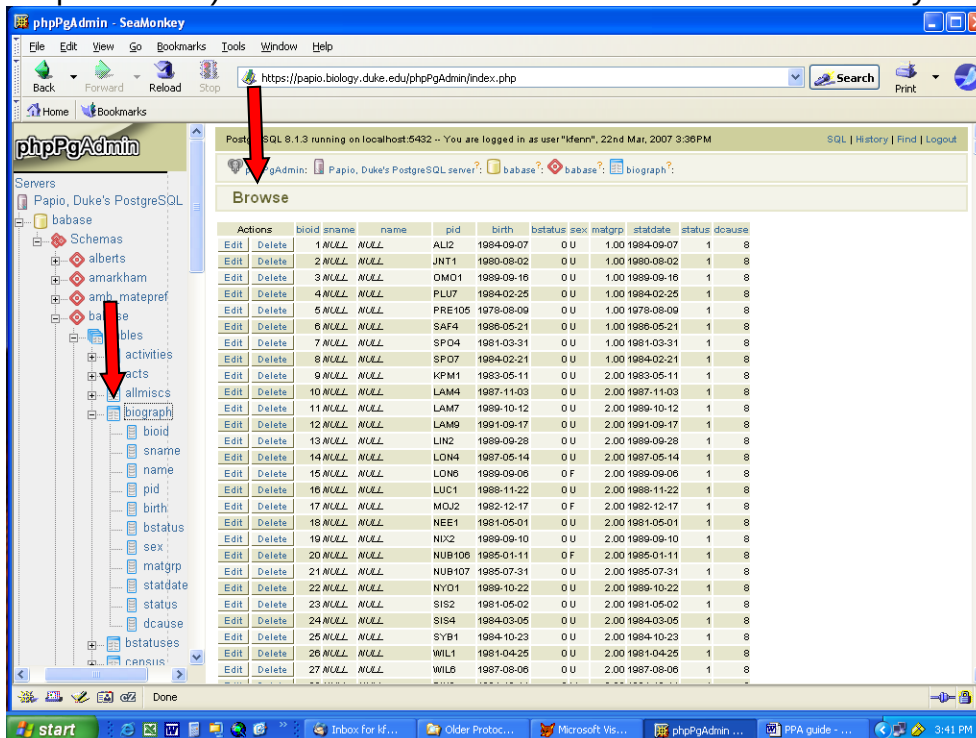 phpPgAdmin - SeaMonkey
File Edit View Go Bookmarks Tools Window Help
Back Forward Reload Stop https://papio.biology.duke.edu/phpPgAdmin/index.php Search Print
Home Bookmarks
phpPgAdmin
Servers
Papio, Duke's PostgreSQL
babase
Schemas
alberts
amarkham
amb_matepref
activities
allmiscs
biograph
bioid
sname
name
pid
birth
bstatus
sex
matgrp
statdate
status
dcause
bstatuses
census
SQL 8.1.3 running on localhost:5432 -- You are logged in as user "kfenn", 22nd Mar, 2007 3:36PM SQL | History | Find | Logout
Papio, Duke's PostgreSQL server?: babase?: babase?: biograph?:
Browse
Actions bioid sname name pid birth bstatus sex matgrp statdate status dcause
Edit Delete 1 NULL NULL ALI2 1984-09-07 0 U 1.00 1984-09-07 1 8
Edit Delete 2 NULL NULL JNT1 1980-08-02 0 U 1.00 1980-08-02 1 8
Edit Delete 3 NULL NULL OMO1 1989-09-16 0 U 1.00 1989-09-16 1 8
Edit Delete 4 NULL NULL PLU7 1984-02-25 0 U 1.00 1984-02-25 1 8
Edit Delete 5 NULL NULL PRE105 1978-08-09 0 U 1.00 1978-08-09 1 8
Edit Delete 6 NULL NULL SAF4 1986-05-21 0 U 1.00 1986-05-21 1 8
Edit Delete 7 NULL NULL SPO4 1981-03-31 0 U 1.00 1981-03-31 1 8
Edit Delete 8 NULL NULL SPO7 1984-02-21 0 U 1.00 1984-02-21 1 8
Edit Delete 9 NULL NULL KPM1 1983-05-11 0 U 2.00 1983-05-11 1 8
Edit Delete 10 NULL NULL LAM4 1987-11-03 0 U 2.00 1987-11-03 1 8
Edit Delete 11 NULL NULL LAM7 1989-10-12 0 U 2.00 1989-10-12 1 8
Edit Delete 12 NULL NULL LAM9 1991-09-17 0 U 2.00 1991-09-17 1 8
Edit Delete 13 NULL NULL LIN2 1989-09-28 0 U 2.00 1989-09-28 1 8
Edit Delete 14 NULL NULL LON4 1987-05-14 0 U 2.00 1987-05-14 1 8
Edit Delete 15 NULL NULL LON6 1989-09-06 0 F 2.00 1989-09-06 1 8
Edit Delete 16 NULL NULL LUC1 1988-11-22 0 U 2.00 1988-11-22 1 8
Edit Delete 17 NULL NULL MOJ2 1982-12-17 0 F 2.00 1982-12-17 1 8
Edit Delete 18 NULL NULL NEE1 1981-05-01 0 U 2.00 1981-05-01 1 8
Edit Delete 19 NULL NULL NIX2 1989-09-10 0 U 2.00 1989-09-10 1 8
Edit Delete 20 NULL NULL NUB106 1985-01-11 0 F 2.00 1985-01-11 1 8
Edit Delete 21 NULL NULL NUB107 1985-07-31 0 U 2.00 1985-07-31 1 8
Edit Delete 22 NULL NULL NYO1 1989-10-22 0 U 2.00 1989-10-22 1 8
Edit Delete 23 NULL NULL SIS2 1981-05-02 0 U 2.00 1981-05-02 1 8
Edit Delete 24 NULL NULL SIS4 1984-03-05 0 U 2.00 1984-03-05 1 8
Edit Delete 25 NULL NULL SYB1 1984-10-23 0 U 2.00 1984-10-23 1 8
Edit Delete 26 NULL NULL WIL1 1981-04-25 0 U 2.00 1981-04-25 1 8
Edit Delete 27 NULL NULL WIL6 1987-08-06 0 U 2.00 1987-08-06 1 8
Done
start Inbox for kf... Older Protoc... Microsoft Vis... phpPgAdmin ... PPA guide - ... 3:41 PM